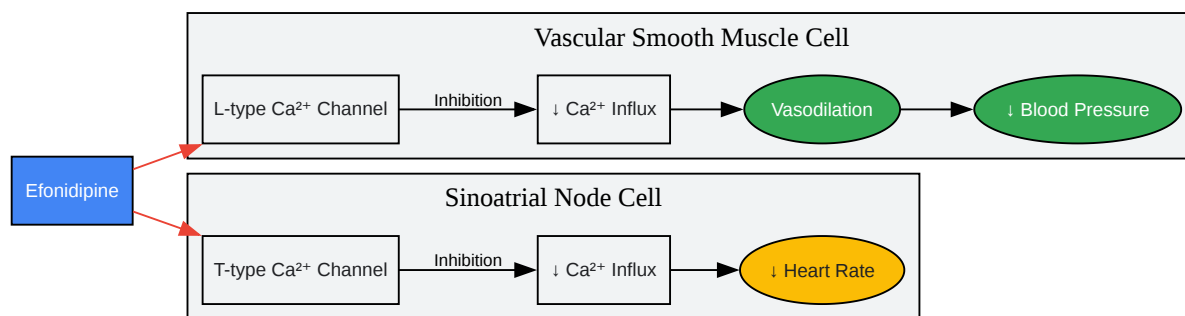 Vascular Smooth Muscle Cell
L-type Ca²⁺ Channel
Inhibition
↓ Ca²⁺ Influx
Vasodilation
↓ Blood Pressure
Efonidipine
Sinoatrial Node Cell
T-type Ca²⁺ Channel
Inhibition
↓ Ca²⁺ Influx
↓ Heart Rate